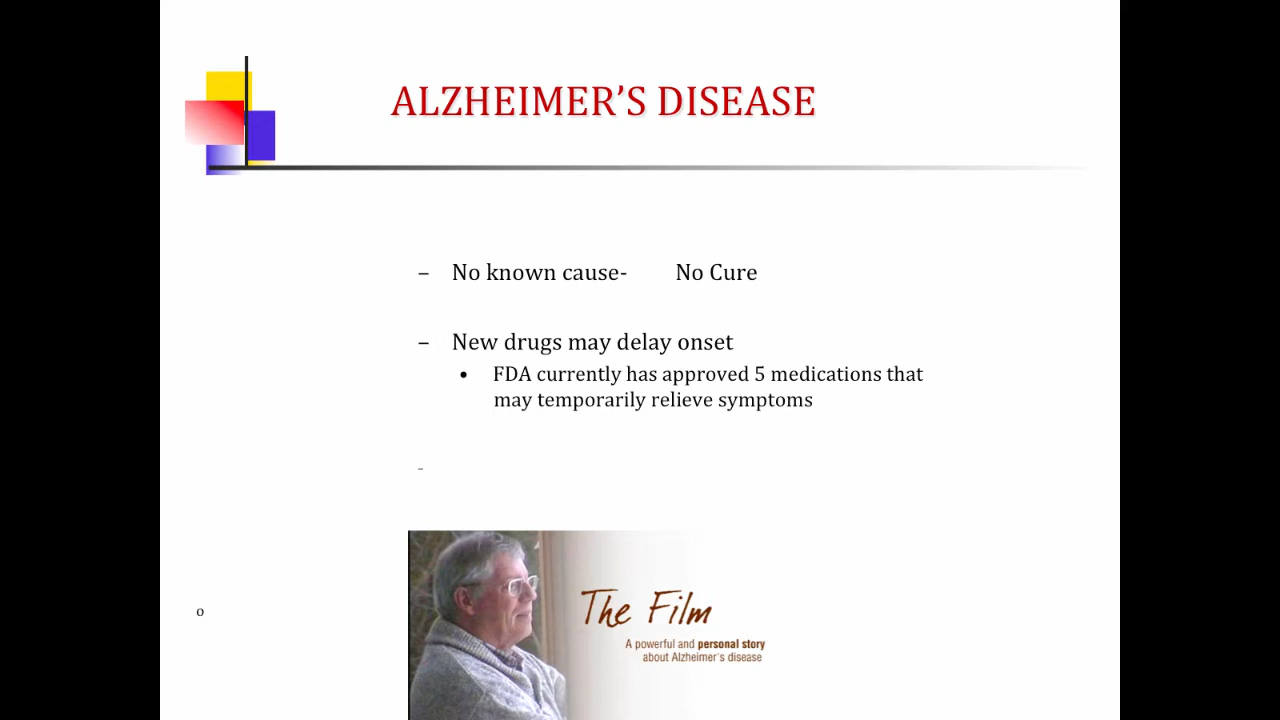 ALZHEIMER’S DISEASE
– No known cause- No Cure
– New drugs may delay onset
• FDA currently has approved 5 medications that
may temporarily relieve symptoms
–
o
The Film
A powerful and personal story
about Alzheimer's disease